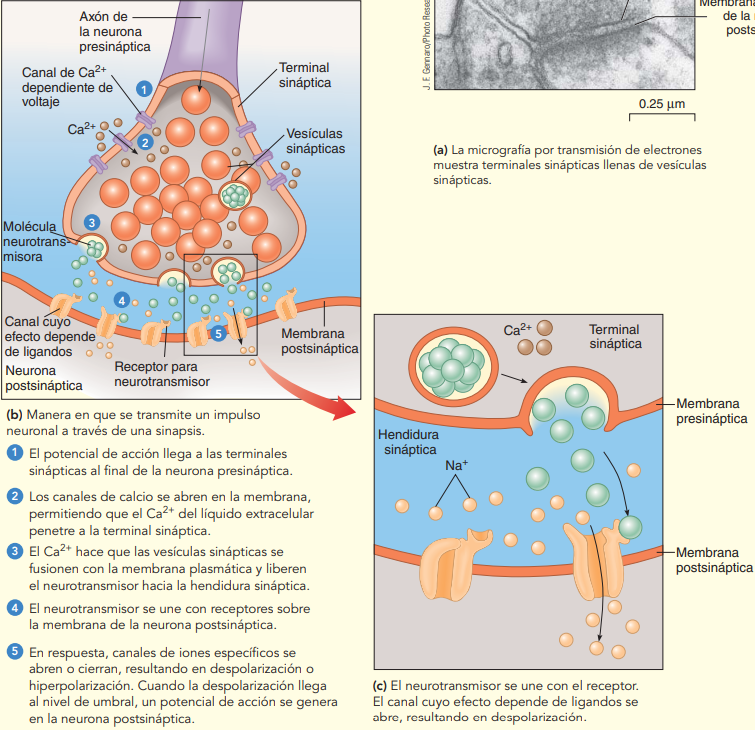 Axón de
la neurona
presináptica
Canal de Ca2+
dependiente de
voltaje
1
Terminal
sináptica
Ca2+
2
Vesículas
sinápticas
3
Molécula
neurotrans-
misora
4
5
Canal cuyo
efecto depende
de ligandos
Neurona
postsináptica
Receptor para
neurotransmisor
Membrana
postsináptica
(b) Manera en que se transmite un impulso
neuronal a través de una sinapsis.
1 El potencial de acción llega a las terminales
sinápticas al final de la neurona presináptica.
2 Los canales de calcio se abren en la membrana,
permitiendo que el Ca2+ del líquido extracelular
penetre a la terminal sináptica.
3 El Ca2+ hace que las vesículas sinápticas se
fusionen con la membrana plasmática y liberen
el neurotransmisor hacia la hendidura sináptica.
4 El neurotransmisor se une con receptores sobre
la membrana de la neurona postsináptica.
5 En respuesta, canales de iones específicos se
abren o cierran, resultando en despolarización o
hiperpolarización. Cuando la despolarización llega
al nivel de umbral, un potencial de acción se genera
en la neurona postsináptica.
J. F. Gennaro/Photo
Membrana
de la
0.25 μm
(a) La micrografía por transmisión de electrones
muestra terminales sinápticas llenas de vesículas
sinápticas.
Ca2+
Terminal
sináptica
Membrana
presináptica
Hendidura
sináptica
Na+
Membrana
postsináptica
(c) El neurotransmisor se une con el receptor.
El canal cuyo efecto depende de ligandos se
abre, resultando en despolarización.